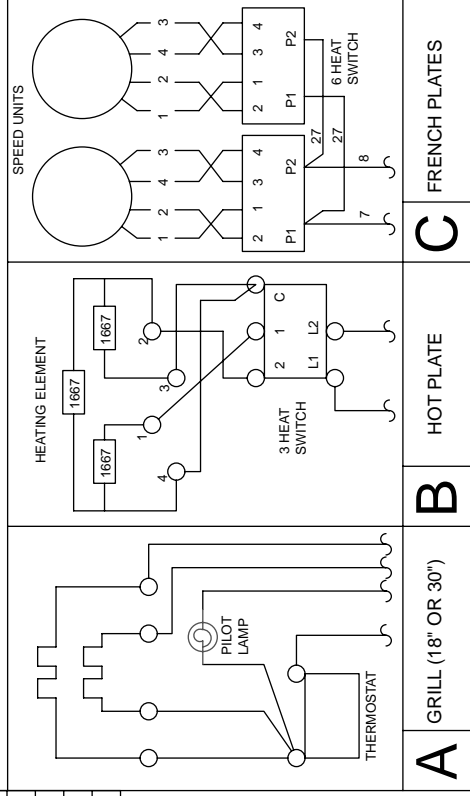 PILOT
LAMP
THERMOSTAT
A GRILL (18" OR 30")
HEATING ELEMENT
1667
1667 1667
4 1 3 2
3 HEAT
SWITCH
2 1 C
L1 L2
B HOT PLATE
SPEED UNITS
1 2 4 3 1 2 4 3
2 1 3 4 2 1 3 4
P1 P2 P1 P2
27
27
6 HEAT
SWITCH
7 8
C FRENCH PLATES